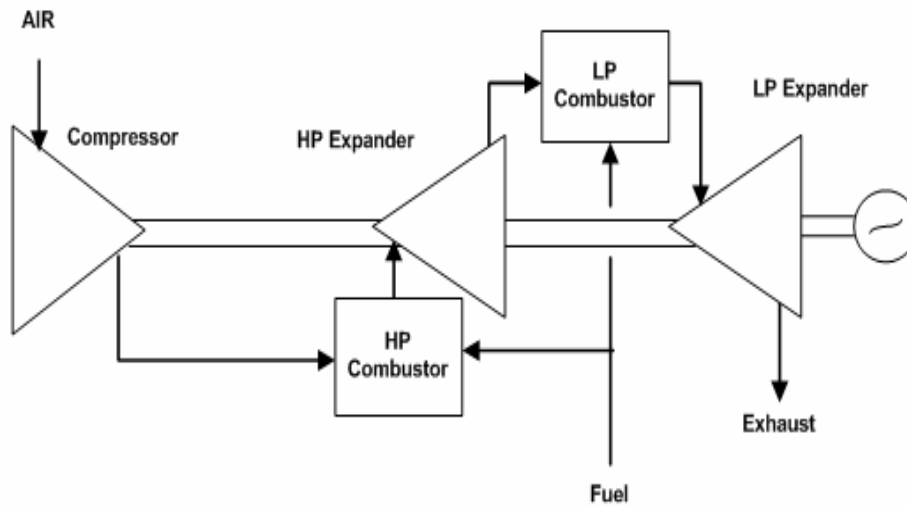 AIR
LP
Combustor
LP Expander
Compressor
HP Expander
HP
Combustor
Exhaust
Fuel